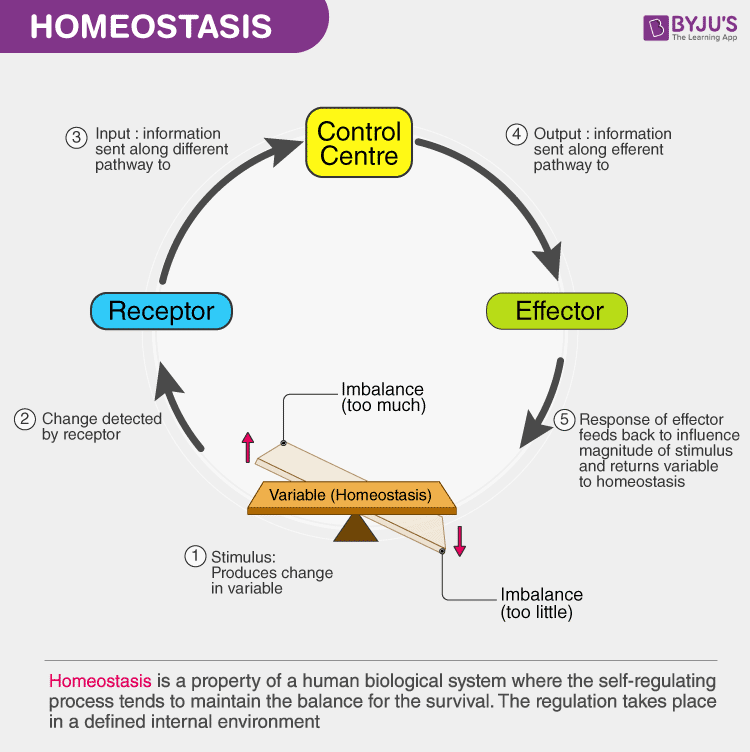 HOMEOSTASIS
BYJU'S
The Learning App
Control
Centre
3 Input : information
sent along different
pathway to
4 Output : information
sent along efferent
pathway to
Receptor
Effector
Imbalance
(too much)
2 Change detected
by receptor
5 Response of effector
feeds back to influence
magnitude of stimulus
and returns variable
to homeostasis
Variable (Homeostasis)
1 Stimulus:
Produces change
in variable
Imbalance
(too little)
Homeostasis is a property of a human biological system where the self-regulating
process tends to maintain the balance for the survival. The regulation takes place
in a defined internal environment